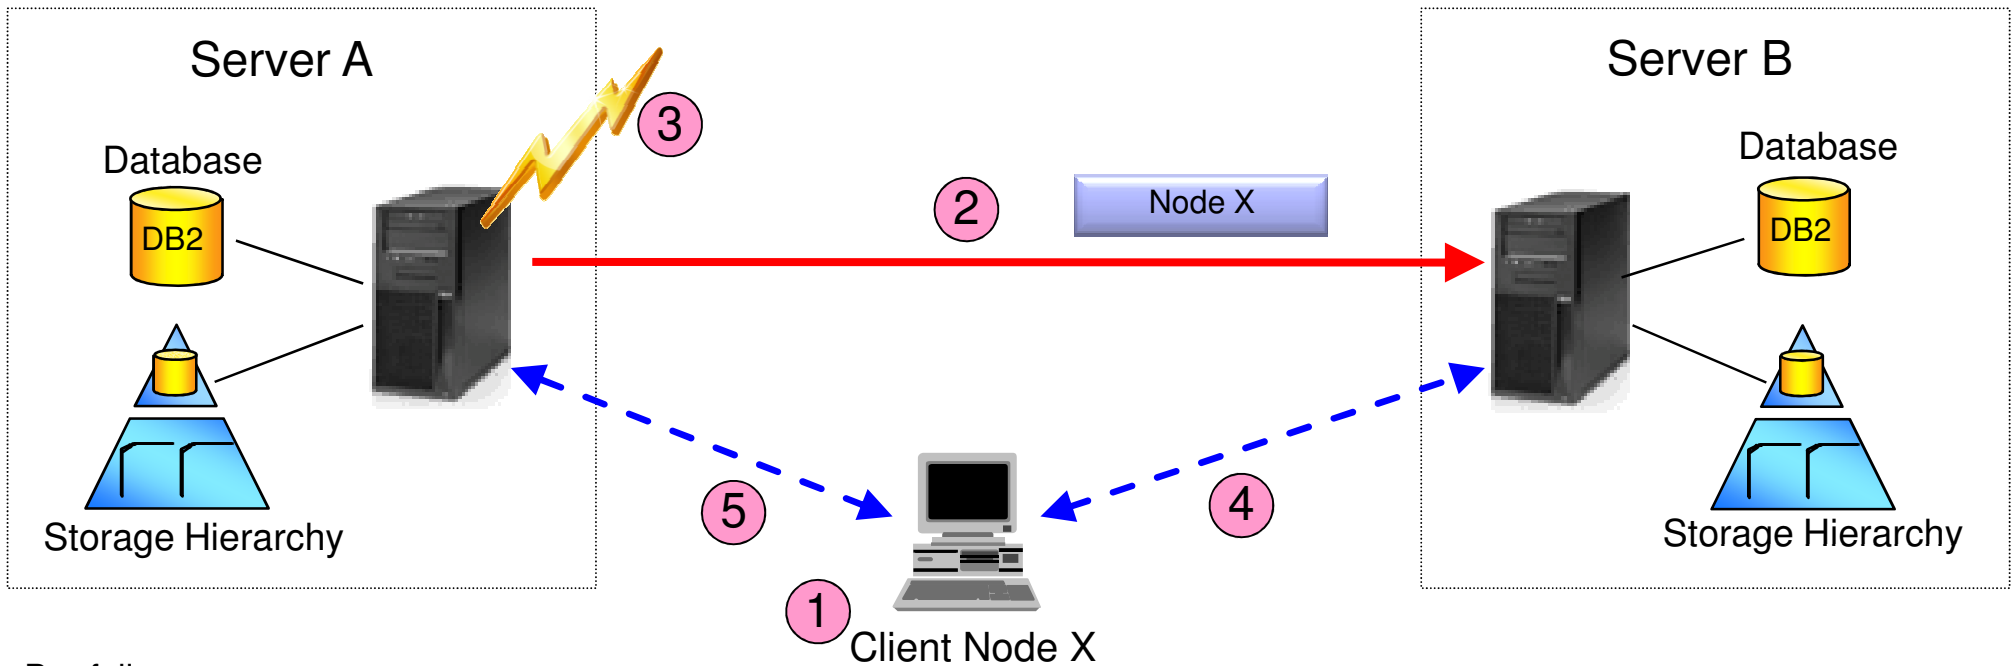 Server A
Server B
3
Database
Database
2
Node X
DB2
DB2
5
4
Storage Hierarchy
Storage Hierarchy
1
Client Node X